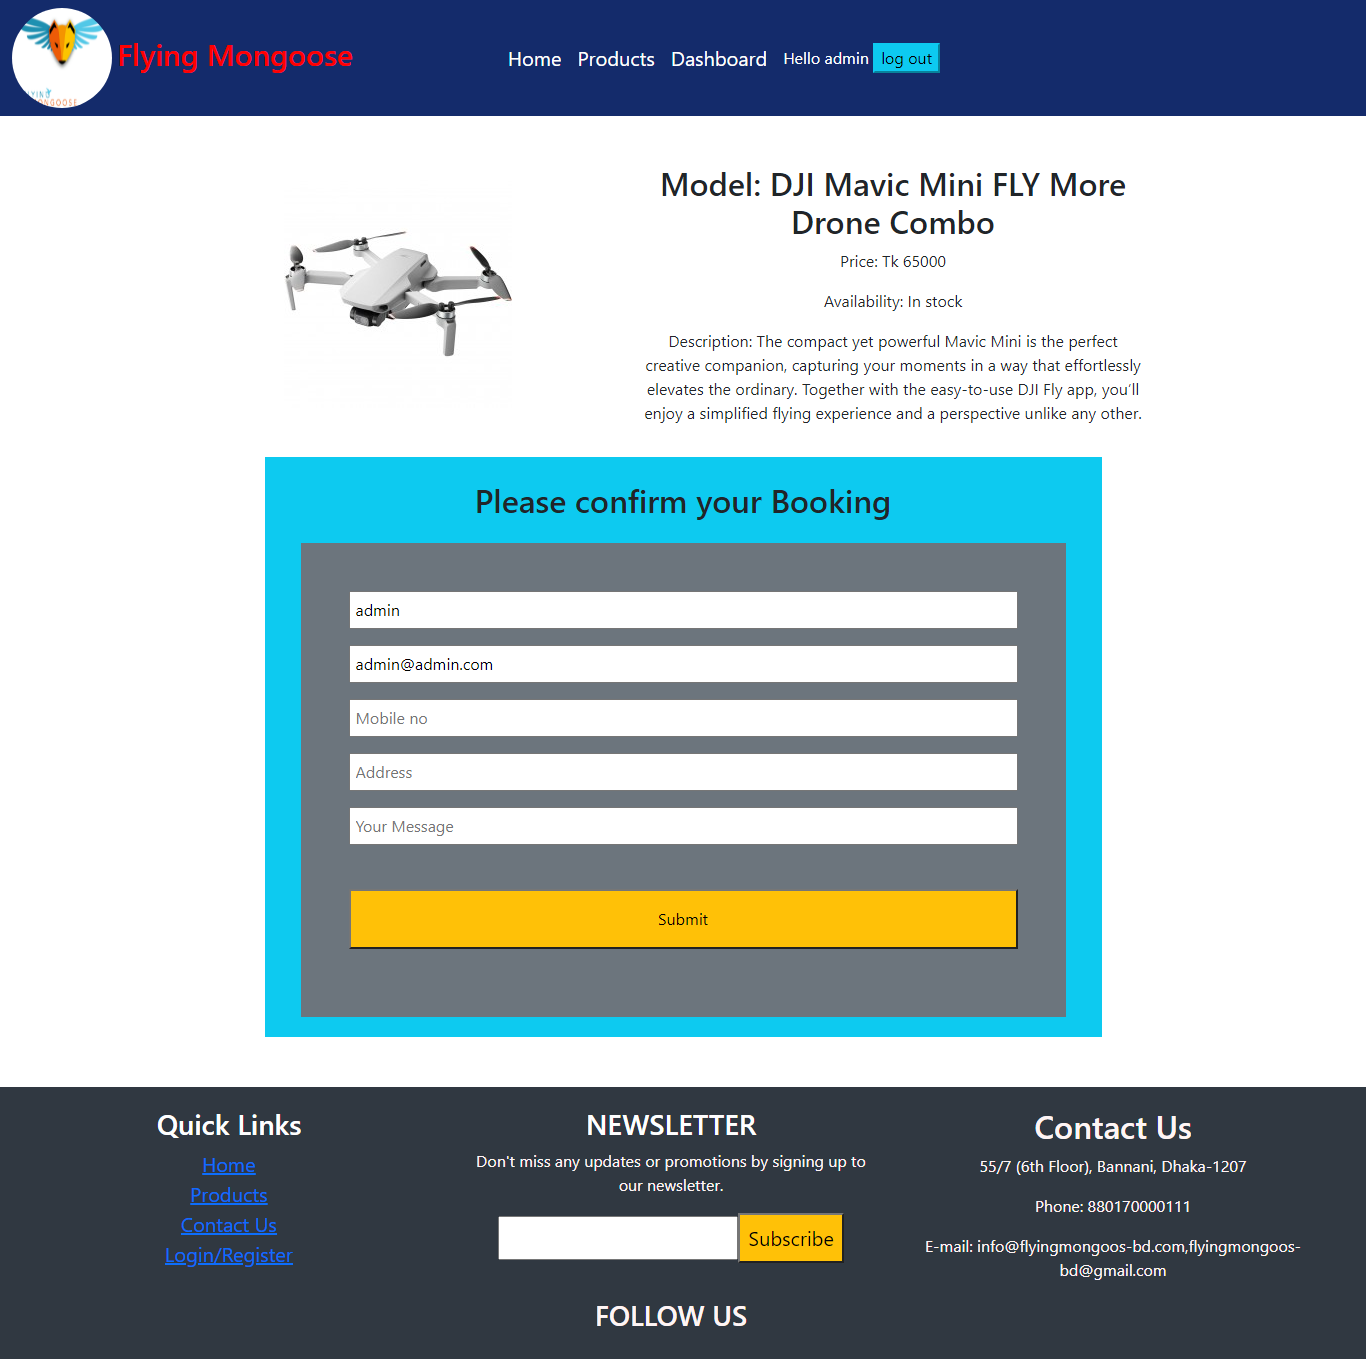 Flying Mongoose
Home Products Dashboard Hello admin log out
Model: DJI Mavic Mini FLY More
Drone Combo
Price: Tk 65000
Availability: In stock
Description: The compact yet powerful Mavic Mini is the perfect
creative companion, capturing your moments in a way that effortlessly
elevates the ordinary. Together with the easy-to-use DJI Fly app, you’ll
enjoy a simplified flying experience and a perspective unlike any other.
Please confirm your Booking
admin
admin@admin.com
Mobile no
Address
Your Message
Submit
Quick Links
Home
Products
Contact Us
Login/Register
NEWSLETTER
Don't miss any updates or promotions by signing up to
our newsletter.
Subscribe
FOLLOW US
Contact Us
55/7 (6th Floor), Bannani, Dhaka-1207
Phone: 880170000111
E-mail: info@flyingmongoos-bd.com,flyingmongoos-
bd@gmail.com